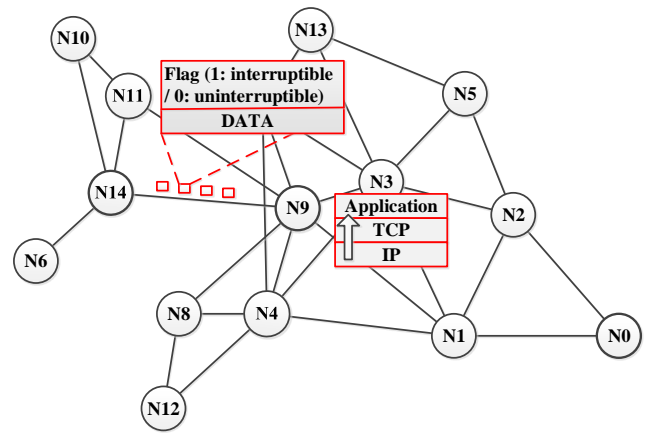 N13
N10
Flag (1: interruptible
/ 0: uninterruptible)
N11
N5
DATA
N3
N14
Application
N9
N2
TCP
IP
N6
N8
N4
N1
N0
N12